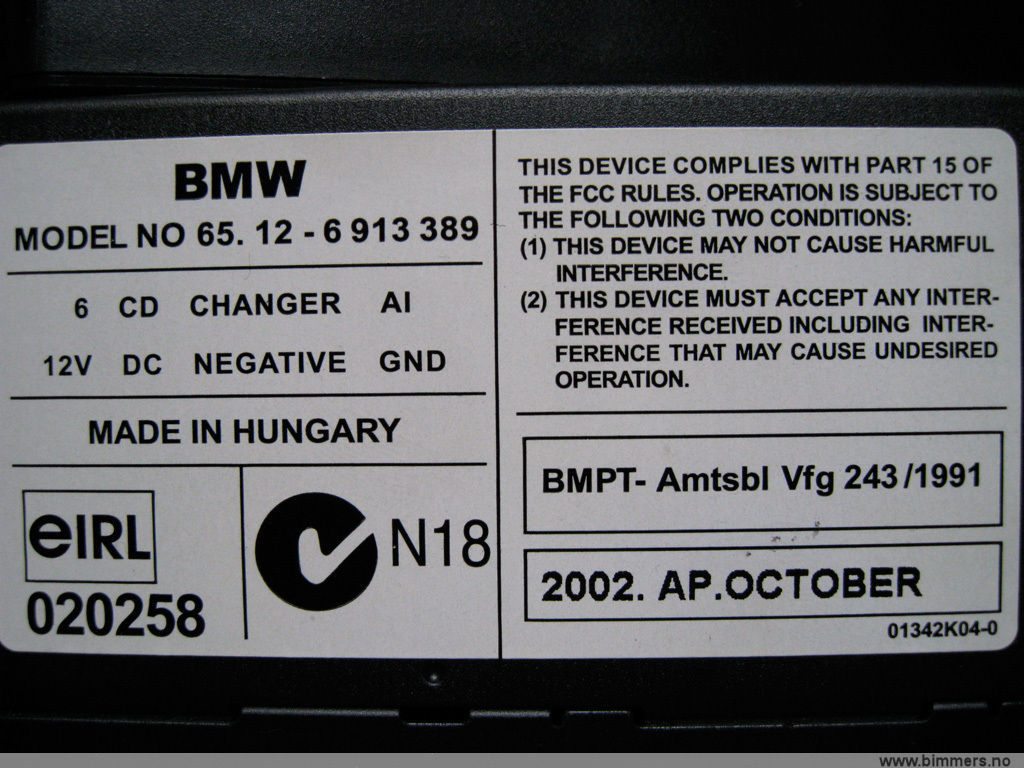 BMW
MODEL NO 65. 12 - 6 913 389
6 CD CHANGER AI
12V DC NEGATIVE GND
MADE IN HUNGARY
eIRL
020258
N18
THIS DEVICE COMPLIES WITH PART 15 OF
THE FCC RULES. OPERATION IS SUBJECT TO
THE FOLLOWING TWO CONDITIONS:
(1) THIS DEVICE MAY NOT CAUSE HARMFUL
INTERFERENCE.
(2) THIS DEVICE MUST ACCEPT ANY INTER-
FERENCE RECEIVED INCLUDING INTER-
FERENCE THAT MAY CAUSE UNDESIRED
OPERATION.
BMPT- Amtsbl Vfg 243/1991
2002. AP.OCTOBER
01342K04-0
www.bimmers.no